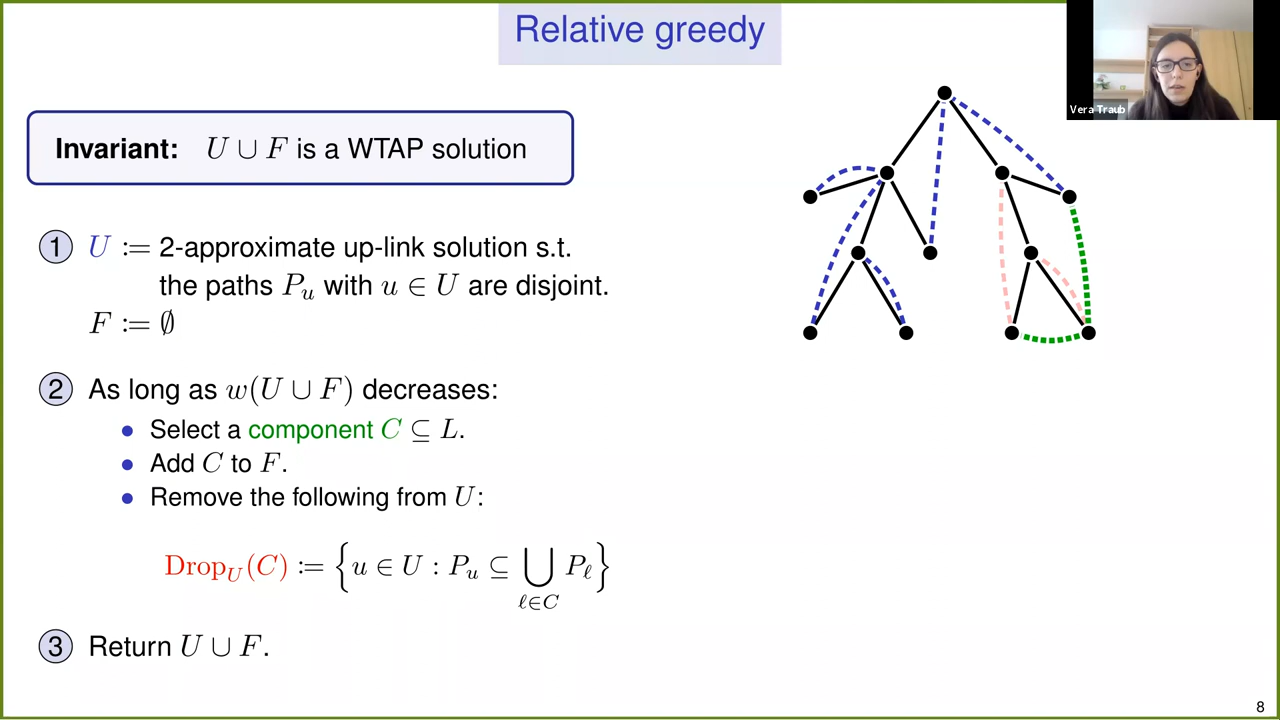 Relative greedy
Vera Traub
Invariant: U ∪ F is a WTAP solution
1 U := 2-approximate up-link solution s.t.
the paths P_u with u ∈ U are disjoint.
F := ∅
2 As long as w(U ∪ F) decreases:
• Select a component C ⊆ L.
• Add C to F.
• Remove the following from U:
Drop_U(C) := {u ∈ U : P_u ⊆ ⋃_{ℓ∈C} P_ℓ}
3 Return U ∪ F.
8